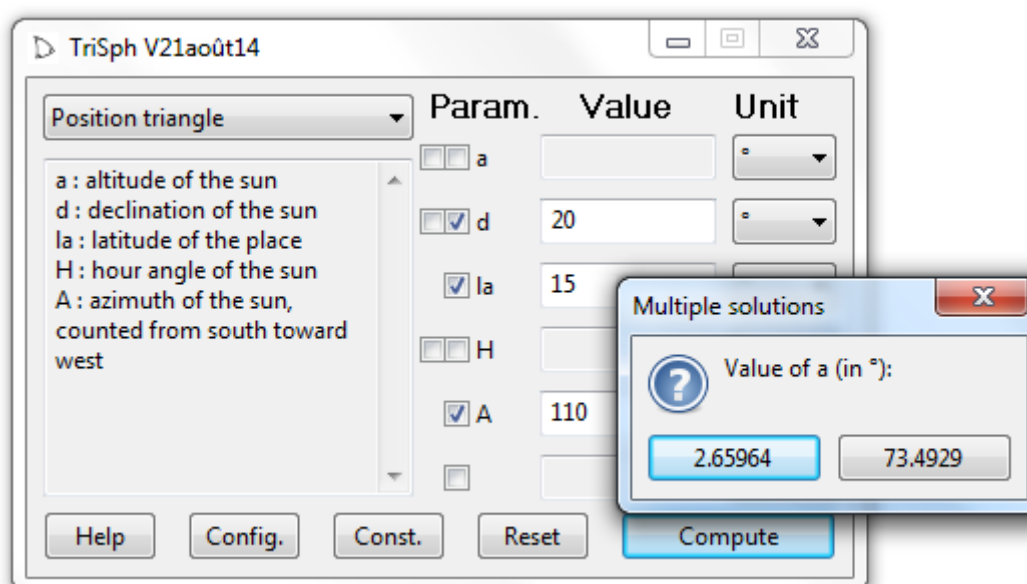 TriSph V21août14
Position triangle
Param. Value Unit
a : altitude of the sun
d : declination of the sun
la : latitude of the place
H : hour angle of the sun
A : azimuth of the sun,
counted from south toward
west
a °
d 20 °
la 15
H
A 110
Multiple solutions
Value of a (in °):
2.65964 73.4929
Help Config. Const. Reset Compute